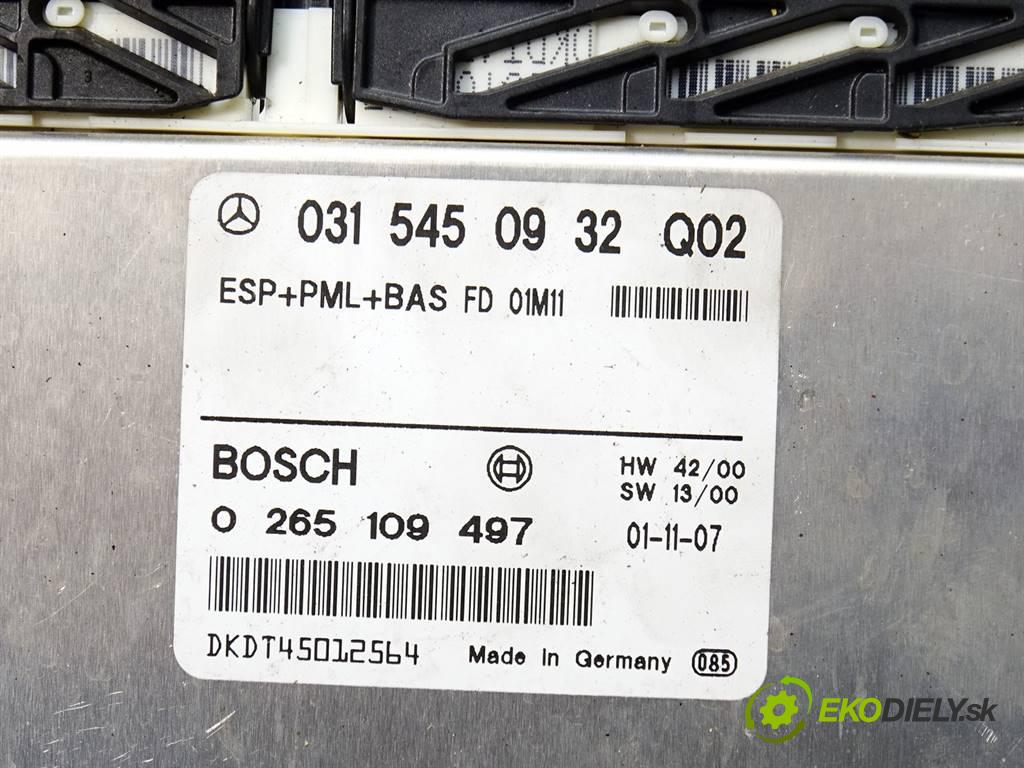 031 545 09 32 Q02
ESP+PML+BAS FD 01M11
BOSCH
HW 42/00
SW 13/00
0 265 109 497
01-11-07
DKDT45012564
Made in Germany
085
EKODIELY.sk